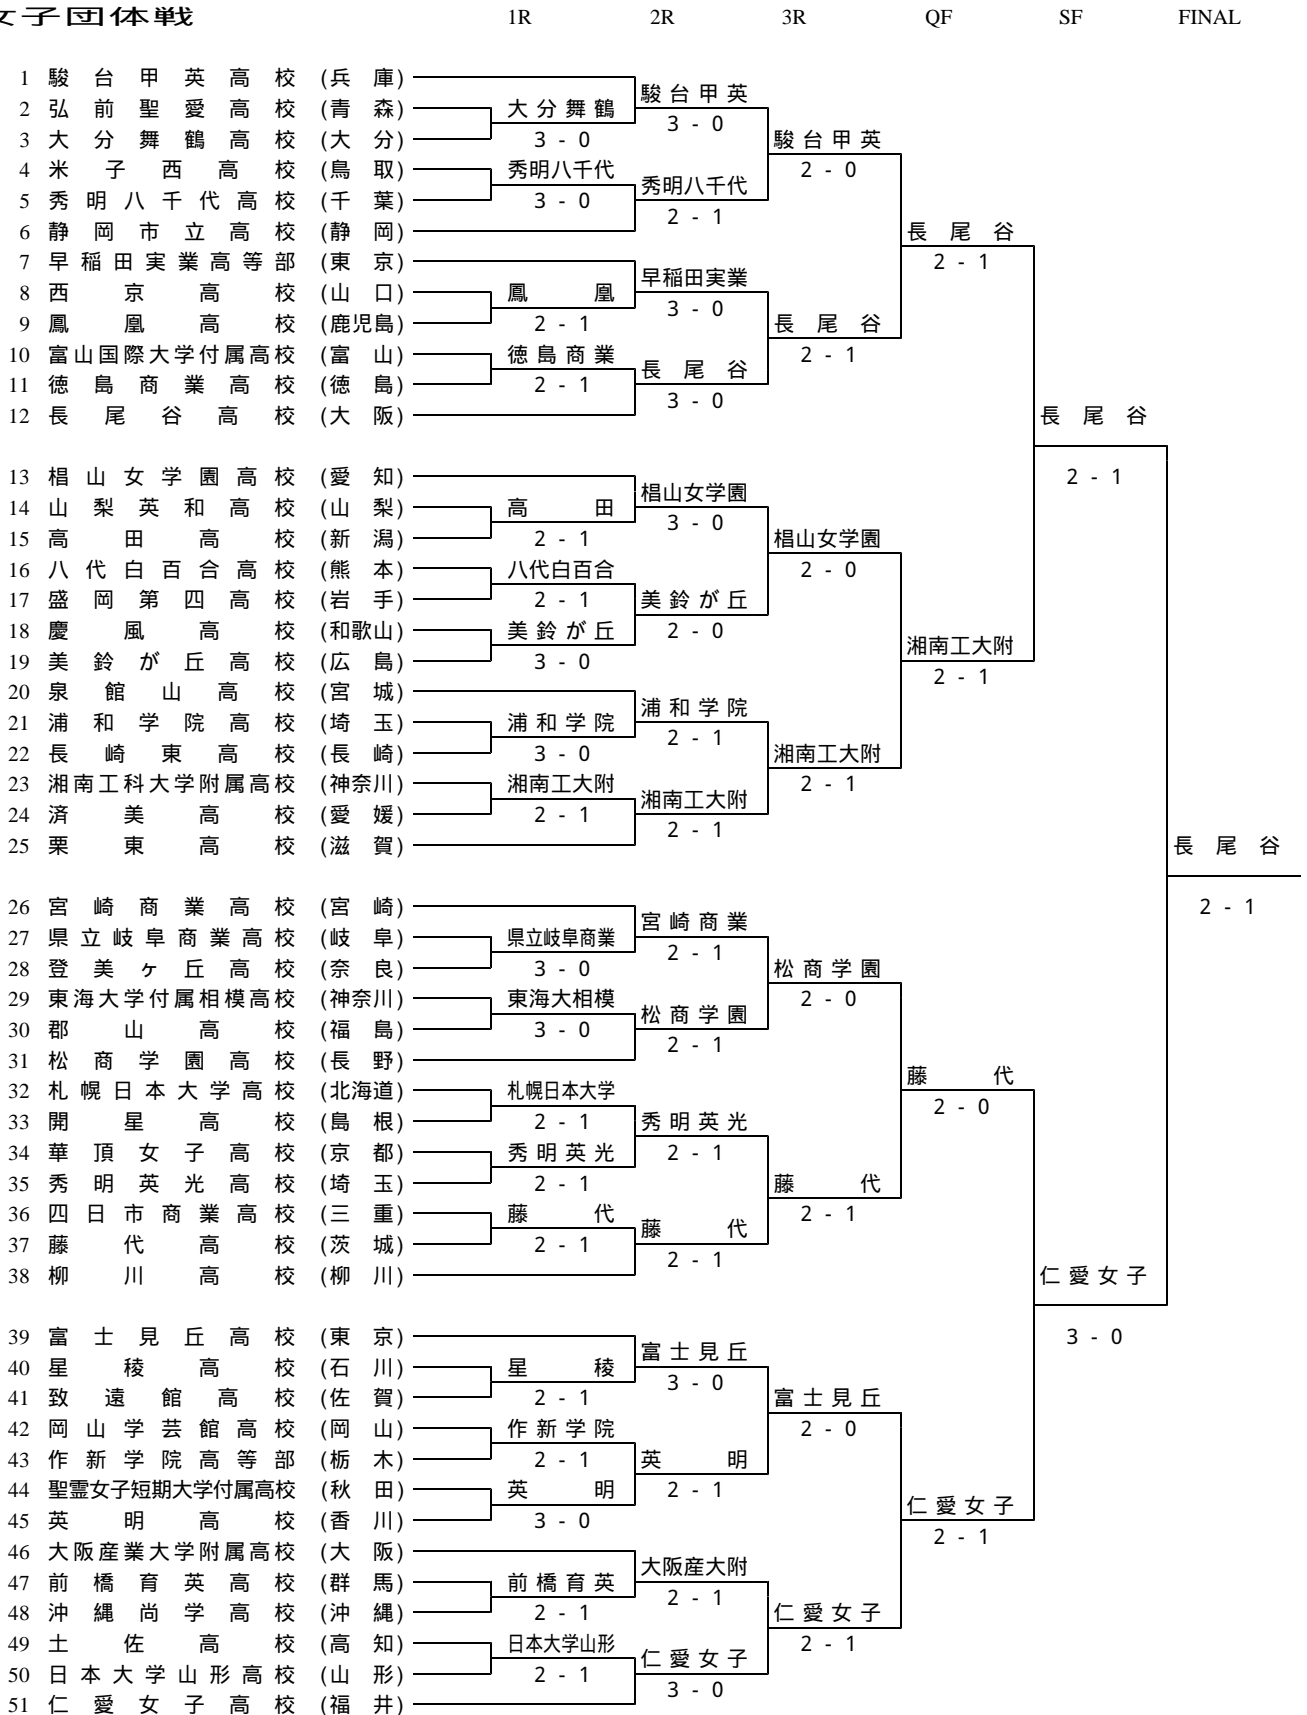 女子団体戦 1R 2R 3R QF SF FINAL
1 駿台甲英高校 (兵庫)
駿台甲英
2 弘前聖愛高校 (青森) 大分舞鶴
3 - 0
3 大分舞鶴高校 (大分) 3 - 0 駿台甲英
4 米子西高校 (鳥取) 秀明八千代 2 - 0
秀明八千代
5 秀明八千代高校 (千葉) 3 - 0
2 - 1
6 静岡市立高校 (静岡) 長尾谷
7 早稲田実業高等部 (東京) 2 - 1
早稲田実業
8 西京高校 (山口) 鳳凰
3 - 0
9 鳳凰高校 (鹿児島) 2 - 1 長尾谷
10 富山国際大学付属高校 (富山) 徳島商業 2 - 1
長尾谷
11 徳島商業高校 (徳島) 2 - 1
3 - 0
12 長尾谷高校 (大阪) 長尾谷
13 椙山女学園高校 (愛知) 2 - 1
椙山女学園
14 山梨英和高校 (山梨) 高田
3 - 0
15 高田高校 (新潟) 2 - 1 椙山女学園
16 八代白百合高校 (熊本) 八代白百合 2 - 0
17 盛岡第四高校 (岩手) 2 - 1 美鈴が丘
18 慶風高校 (和歌山) 美鈴が丘 2 - 0
湘南工大附
19 美鈴が丘高校 (広島) 3 - 0
2 - 1
20 泉館山高校 (宮城)
浦和学院
21 浦和学院高校 (埼玉) 浦和学院
2 - 1
22 長崎東高校 (長崎) 3 - 0 湘南工大附
23 湘南工科大学附属高校 (神奈川) 湘南工大附 2 - 1
湘南工大附
24 済美高校 (愛媛) 2 - 1
2 - 1
25 栗東高校 (滋賀) 長尾谷
26 宮崎商業高校 (宮崎) 2 - 1
宮崎商業
27 県立岐阜商業高校 (岐阜) 県立岐阜商業
2 - 1
28 登美ヶ丘高校 (奈良) 3 - 0 松商学園
29 東海大学付属相模高校 (神奈川) 東海大相模 2 - 0
松商学園
30 郡山高校 (福島) 3 - 0
2 - 1
31 松商学園高校 (長野)
藤代
32 札幌日本大学高校 (北海道) 札幌日本大学
2 - 0
33 開星高校 (島根) 2 - 1 秀明英光
34 華頂女子高校 (京都) 秀明英光 2 - 1
35 秀明英光高校 (埼玉) 2 - 1 藤代
36 四日市商業高校 (三重) 藤代 2 - 1
藤代
37 藤代高校 (茨城) 2 - 1
2 - 1
38 柳川高校 (柳川) 仁愛女子
39 富士見丘高校 (東京) 3 - 0
富士見丘
40 星稜高校 (石川) 星稜
3 - 0
41 致遠館高校 (佐賀) 2 - 1 富士見丘
42 岡山学芸館高校 (岡山) 作新学院 2 - 0
43 作新学院高等部 (栃木) 2 - 1 英明
44 聖霊女子短期大学付属高校 (秋田) 英明 2 - 1
仁愛女子
45 英明高校 (香川) 3 - 0
2 - 1
46 大阪産業大学附属高校 (大阪)
大阪産大附
47 前橋育英高校 (群馬) 前橋育英
2 - 1
48 沖縄尚学高校 (沖縄) 2 - 1 仁愛女子
49 土佐高校 (高知) 日本大学山形 2 - 1
仁愛女子
50 日本大学山形高校 (山形) 2 - 1
3 - 0
51 仁愛女子高校 (福井)